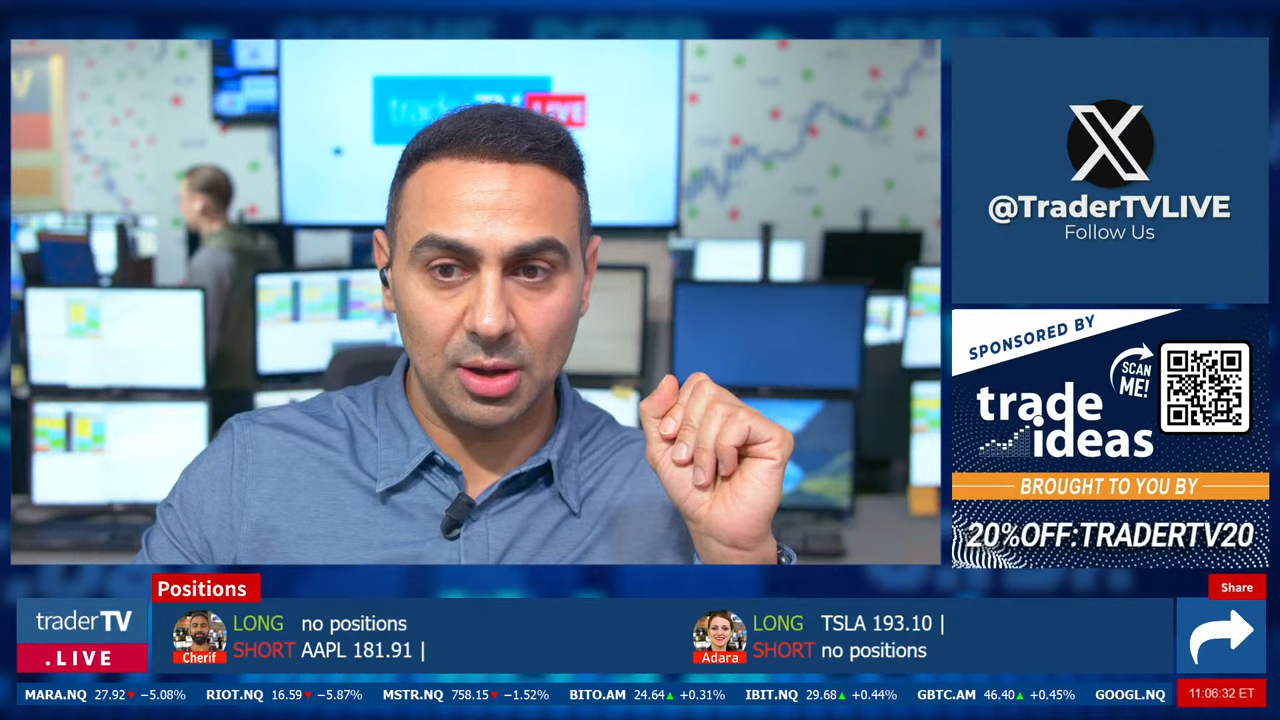 traderTV LIVE
@TraderTVLIVE
Follow Us
SPONSORED BY
SCAN
ME!
trade
ideas
BROUGHT TO YOU BY
20%OFF:TRADERTV20
Positions
Share
traderTV
.LIVE
LONG no positions
SHORT AAPL 181.91 |
Cherif
LONG TSLA 193.10 |
SHORT no positions
Adara
MARA.NQ 27.92▼ −5.08% RIOT.NQ 16.59▼ −5.87% MSTR.NQ 758.15▼ −1.52% BITO.AM 24.64▲ +0.31% IBIT.NQ 29.68▲ +0.44% GBTC.AM 46.40▲ +0.45% GOOGL.NQ
11:06:32 ET